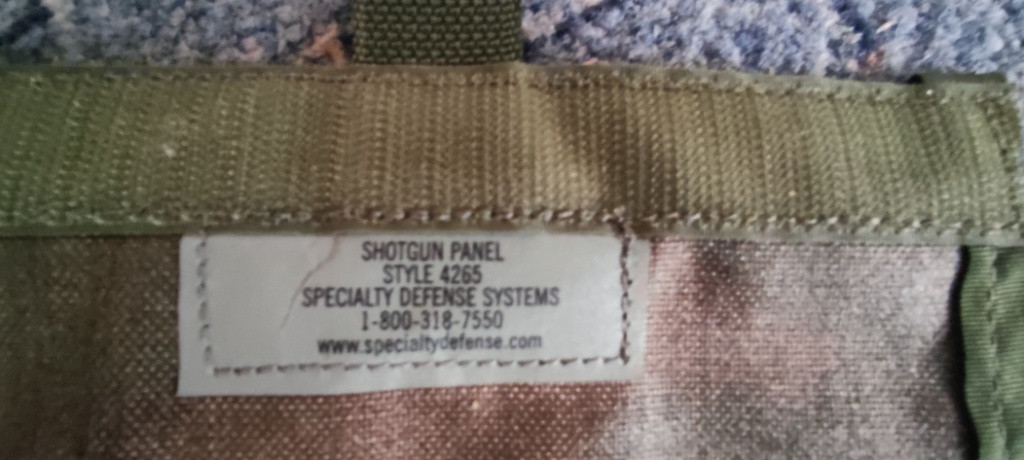 SHOTGUN PANEL
STYLE 4265
SPECIALTY DEFENSE SYSTEMS
1-800-318-7550
www.specialtydefense.com